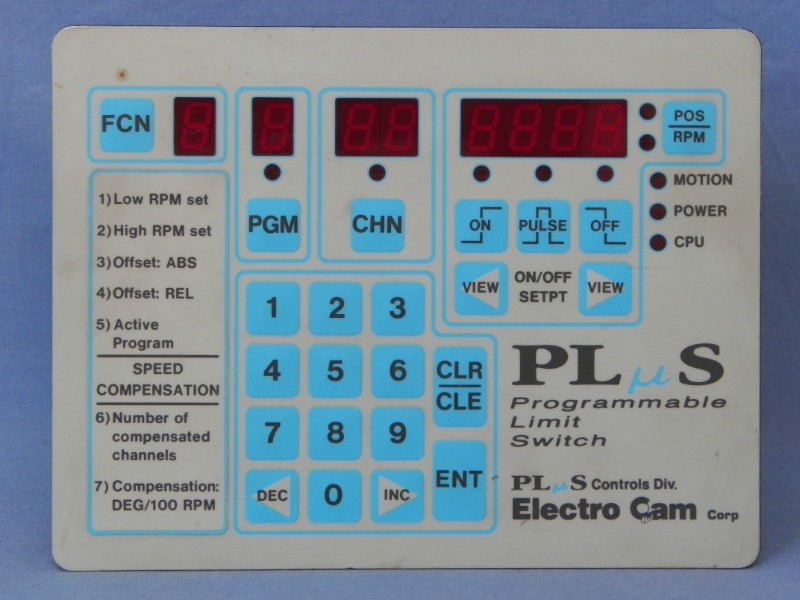 FCN
POS
RPM
MOTION
POWER
CPU
PGM
CHN
ON
PULSE
OFF
VIEW
ON/OFF
SETPT
VIEW
1) Low RPM set
2) High RPM set
3) Offset: ABS
4) Offset: REL
5) Active
Program
SPEED
COMPENSATION
6) Number of
compensated
channels
7) Compensation:
DEG/100 RPM
1 2 3
4 5 6
7 8 9
DEC 0 INC
CLR
CLE
ENT
PLμS
Programmable
Limit
Switch
PLμS Controls Div.
Electro Cam Corp